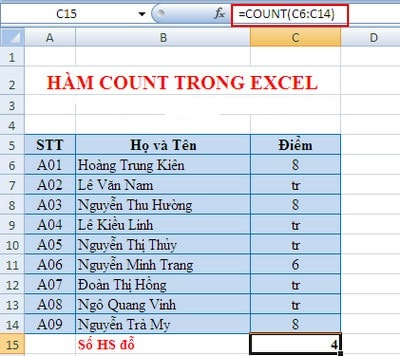 C15 fx =COUNT(C6:C14)
A B C D
1
2 HÀM COUNT TRONG EXCEL
3
4
5 STT Họ và Tên Điểm
6 A01 Hoàng Trung Kiên 8
7 A02 Lê Văn Nam tr
8 A03 Nguyễn Thu Hường 8
9 A04 Lê Kiều Linh tr
10 A05 Nguyễn Thị Thùy tr
11 A06 Nguyễn Minh Trang 6
12 A07 Đoàn Thị Hồng tr
13 A08 Ngô Quang Vinh tr
14 A09 Nguyễn Trà My 8
15 Số HS đỗ 4